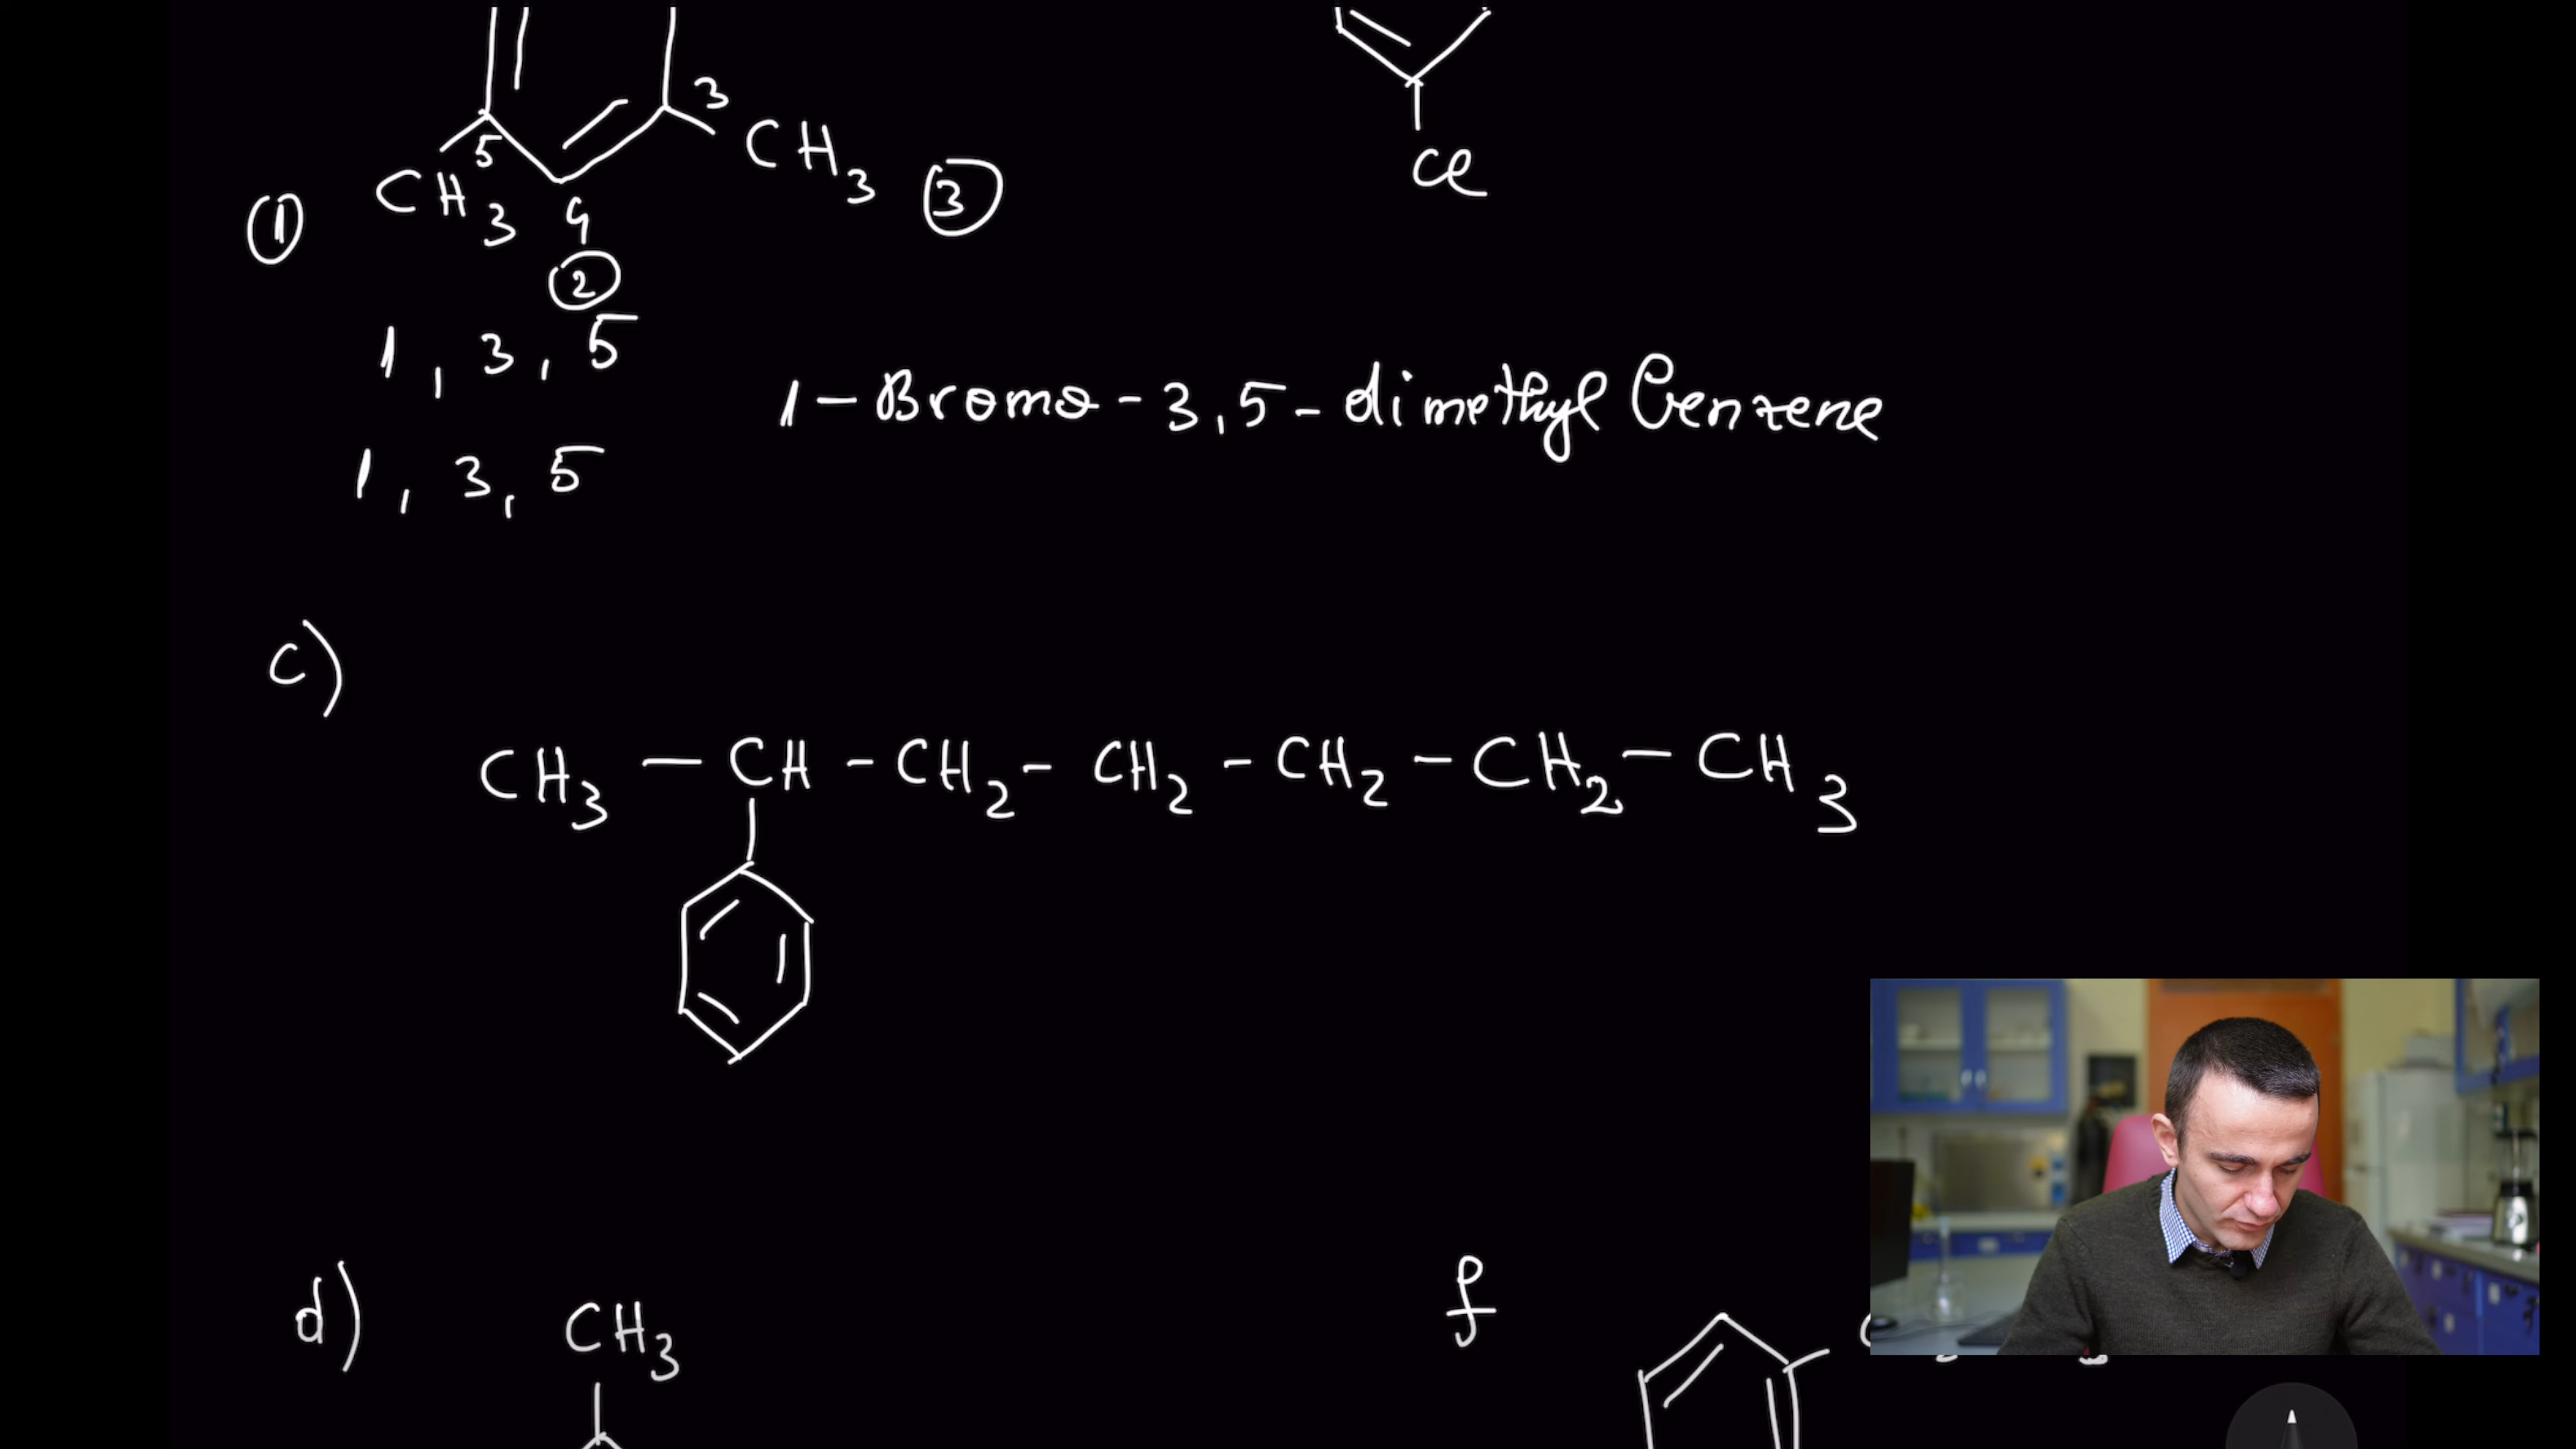 3
5
CH3
Cl
CH3 4
① ③
②
1, 3, 5
1 - Bromo - 3,5 - dimethyl benzene
1, 3, 5
c)
CH3 — CH - CH2 - CH2 - CH2 - CH2 - CH3
d)
f
CH3